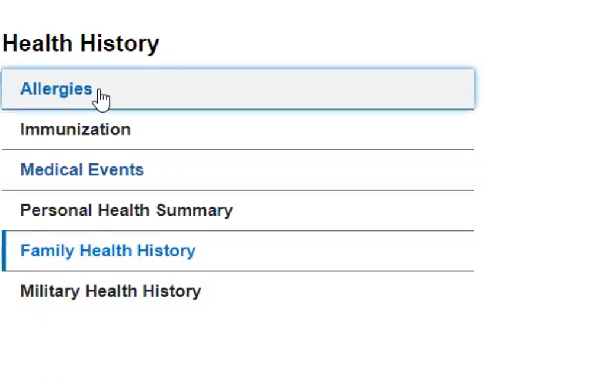 Health History
Allergies
Immunization
Medical Events
Personal Health Summary
Family Health History
Military Health History